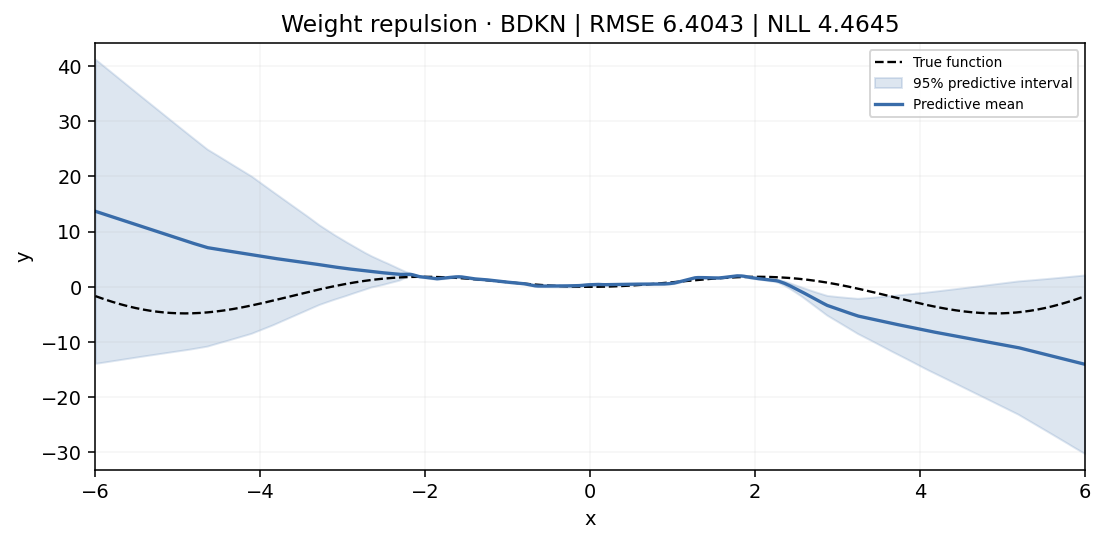 Weight repulsion · BDKN | RMSE 6.4043 | NLL 4.4645
True function
95% predictive interval
Predictive mean
y
40
30
20
10
0
−10
−20
−30
−6
−4
−2
0
2
4
6
x